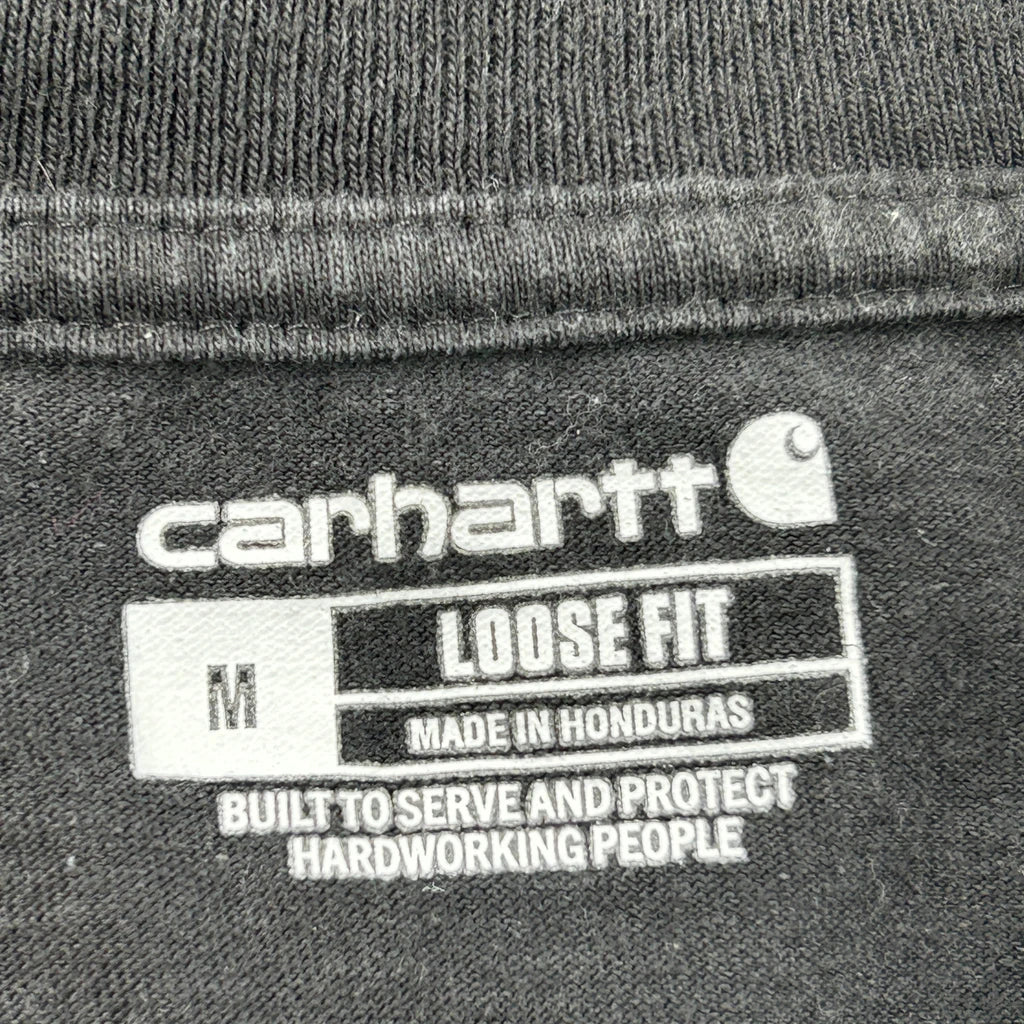 carhartt
M
LOOSE FIT
MADE IN HONDURAS
BUILT TO SERVE AND PROTECT
HARDWORKING PEOPLE